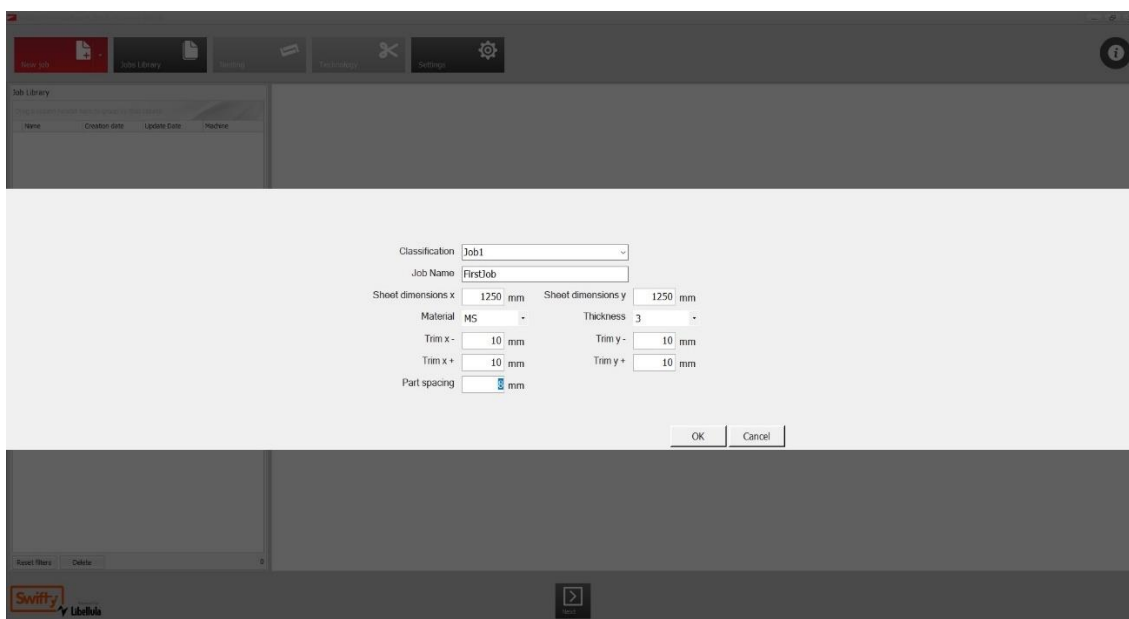 New job
Jobs Library
Nesting
Technology
Settings
Job Library
Name Creation date Update Date Machine
Classification Job1
Job Name FirstJob
Sheet dimensions x 1250 mm Sheet dimensions y 1250 mm
Material MS Thickness 3
Trim x - 10 mm Trim y - 10 mm
Trim x + 10 mm Trim y + 10 mm
Part spacing 8 mm
OK Cancel
Reset filters Delete
Swifty
Libellula
Next